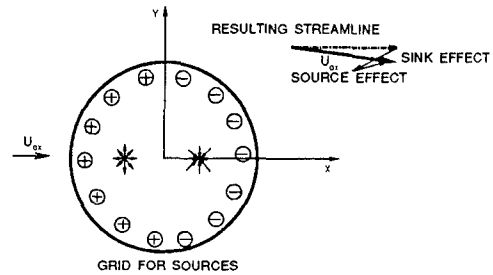 Y
RESULTING STREAMLINE
SINK EFFECT
U∞x
SOURCE EFFECT
U∞x
X
GRID FOR SOURCES